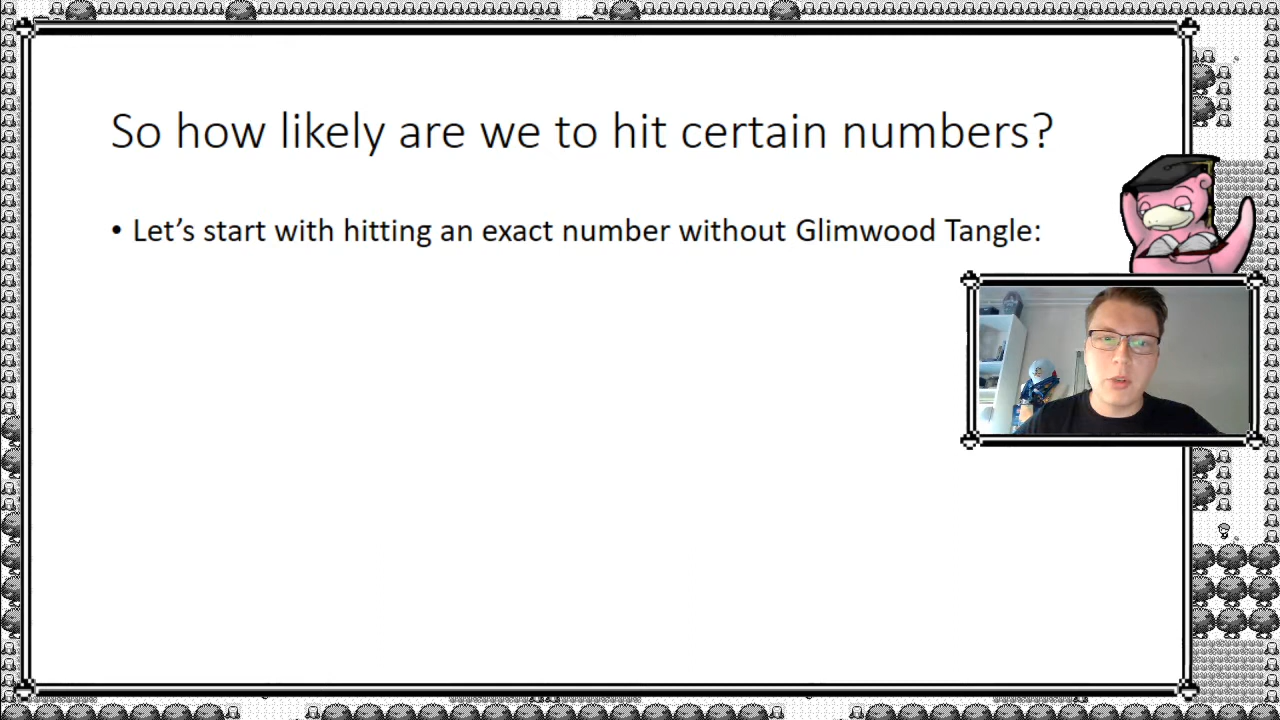 So how likely are we to hit certain numbers?
• Let’s start with hitting an exact number without Glimwood Tangle: